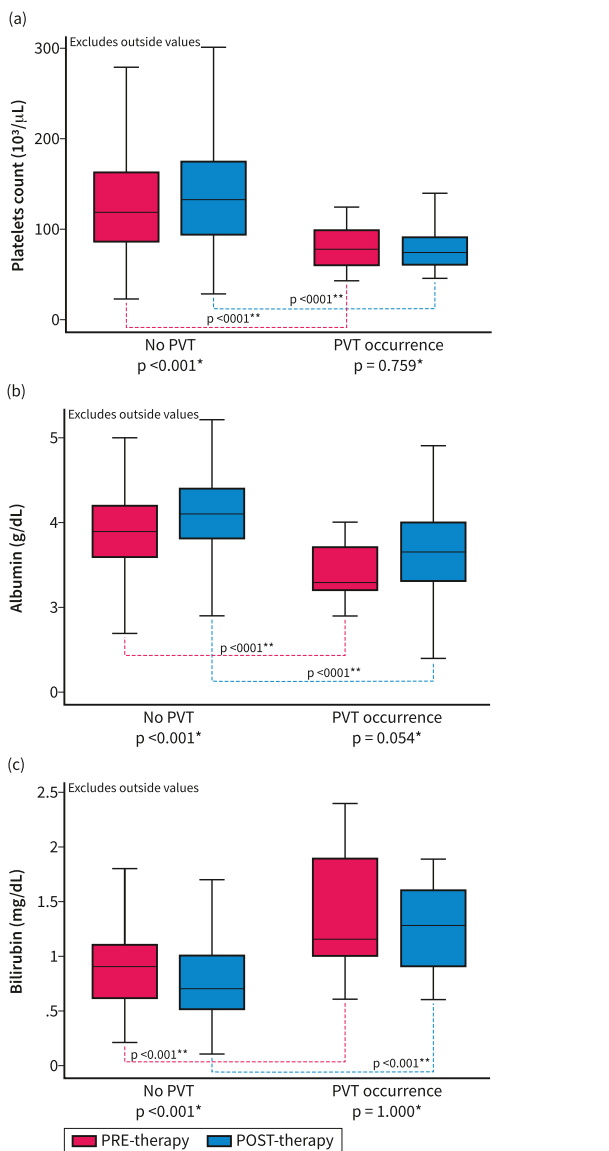 (a)
Excludes outside values
300
200
100
0
Platelets count (10³/μL)
p <0001**
p <0001**
No PVT
PVT occurrence
p <0.001*
p = 0.759*
(b)
Excludes outside values
5
4
3
0
Albumin (g/dL)
p <0001**
p <0001**
No PVT
PVT occurrence
p <0.001*
p = 0.054*
(c)
Excludes outside values
2.5
2
1.5
1
.5
0
Bilirubin (mg/dL)
p <0.001**
p <0.001**
No PVT
PVT occurrence
p <0.001*
p = 1.000*
PRE-therapy
POST-therapy